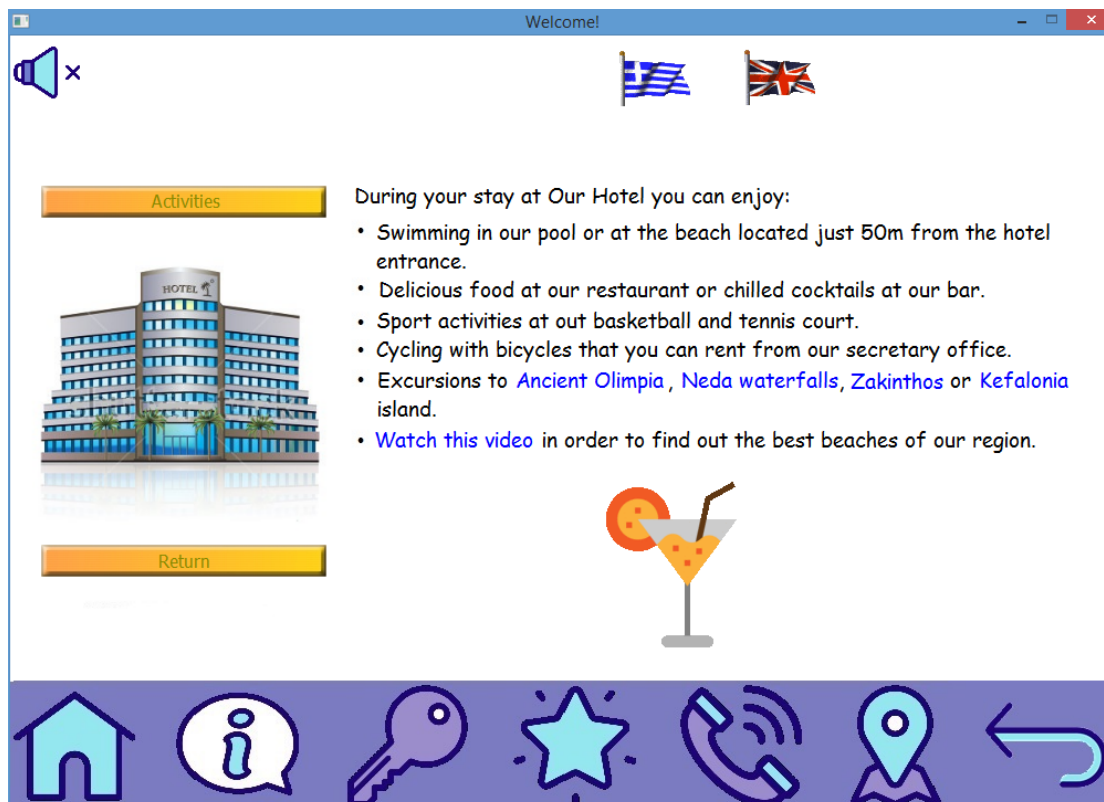 Welcome!
Activities
HOTEL
Return
During your stay at Our Hotel you can enjoy:
• Swimming in our pool or at the beach located just 50m from the hotel
entrance.
• Delicious food at our restaurant or chilled cocktails at our bar.
• Sport activities at out basketball and tennis court.
• Cycling with bicycles that you can rent from our secretary office.
• Excursions to Ancient Olimpia, Neda waterfalls, Zakinthos or Kefalonia
island.
• Watch this video in order to find out the best beaches of our region.